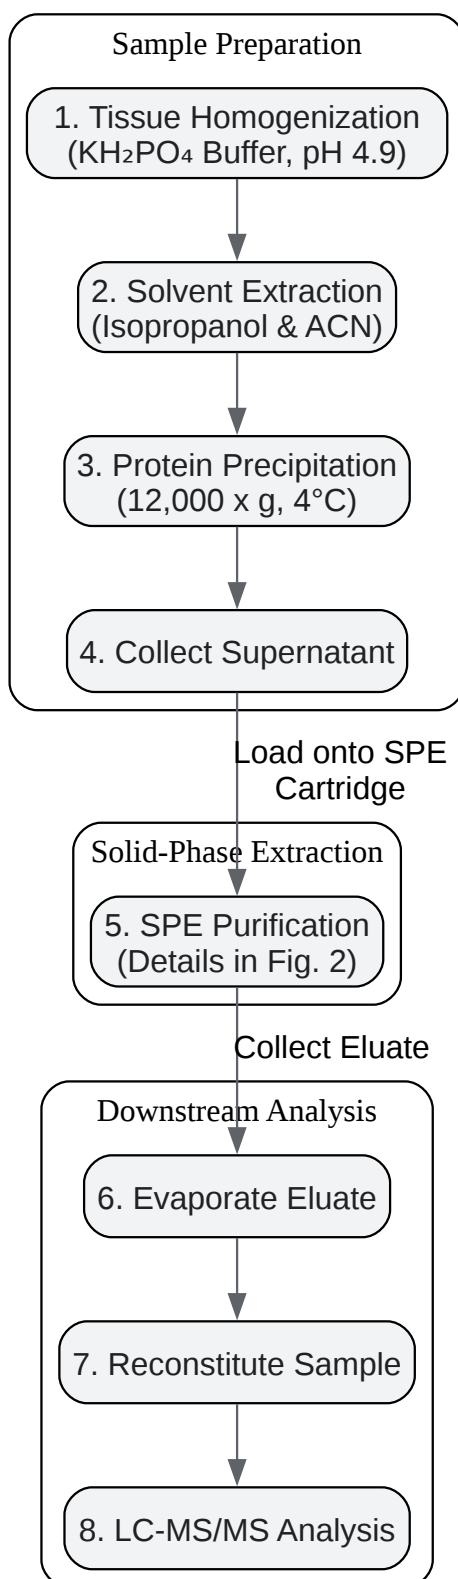 Sample Preparation
1. Tissue Homogenization
(KH₂PO₄ Buffer, pH 4.9)
2. Solvent Extraction
(Isopropanol & ACN)
3. Protein Precipitation
(12,000 x g, 4°C)
4. Collect Supernatant
Load onto SPE
Cartridge
Solid-Phase Extraction
5. SPE Purification
(Details in Fig. 2)
Collect Eluate
Downstream Analysis
6. Evaporate Eluate
7. Reconstitute Sample
8. LC-MS/MS Analysis